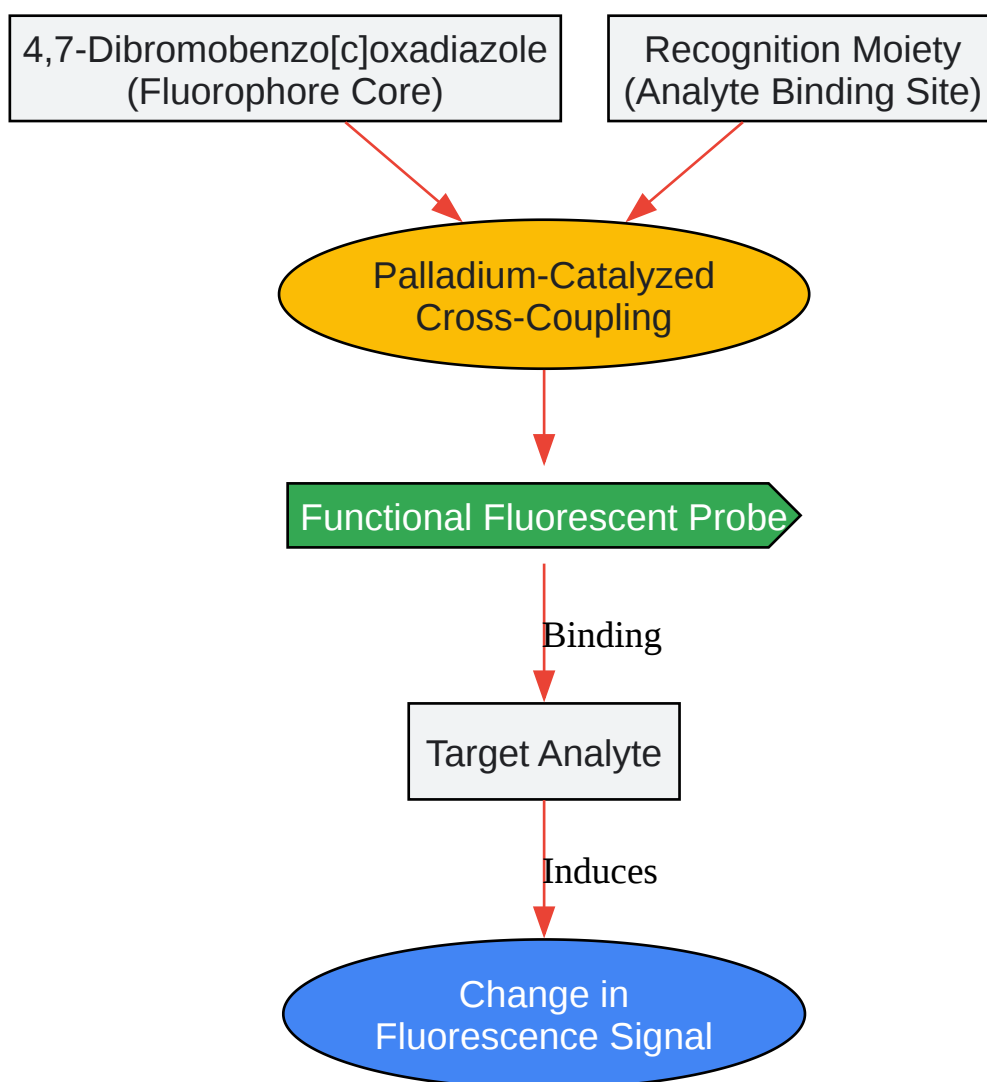 4,7-Dibromobenzo[c]oxadiazole
(Fluorophore Core)
Recognition Moiety
(Analyte Binding Site)
Palladium-Catalyzed
Cross-Coupling
Functional Fluorescent Probe
Binding
Target Analyte
Induces
Change in
Fluorescence Signal